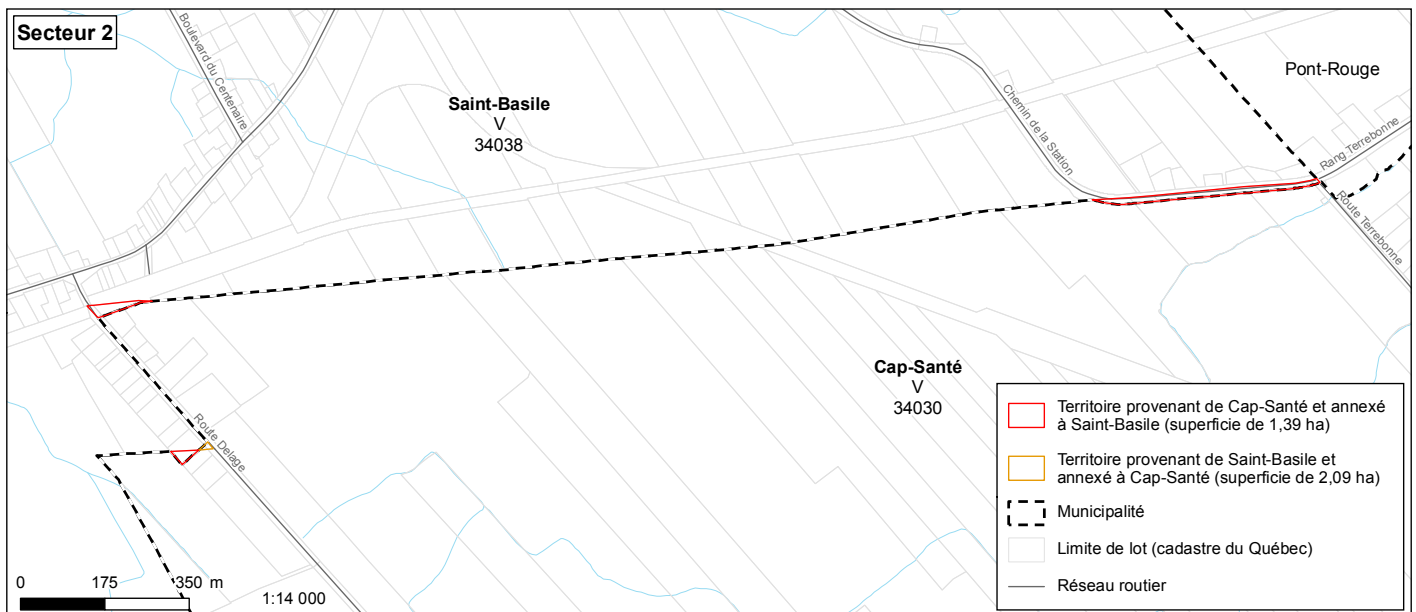 Secteur 2
Boulevard du Centenaire
Saint-Basile
V
34038
Chemin de la Station
Pont-Rouge
Rang Terrebonne
Route Terrebonne
Cap-Santé
V
34030
Route Delage
Territoire provenant de Cap-Santé et annexé
à Saint-Basile (superficie de 1,39 ha)
Territoire provenant de Saint-Basile et
annexé à Cap-Santé (superficie de 2,09 ha)
Municipalité
Limite de lot (cadastre du Québec)
Réseau routier
0 175 350 m
1:14 000